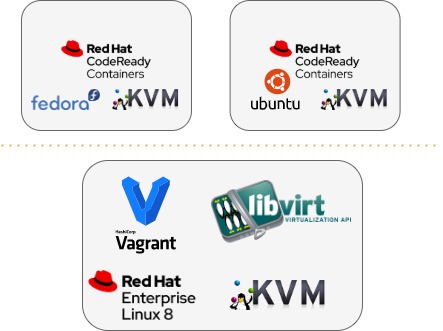 Red Hat
CodeReady
Containers
fedora
KVM
Red Hat
CodeReady
Containers
ubuntu
KVM
HashiCorp
Vagrant
libvirt
VIRTUALIZATION API
Red Hat
Enterprise
Linux 8
KVM